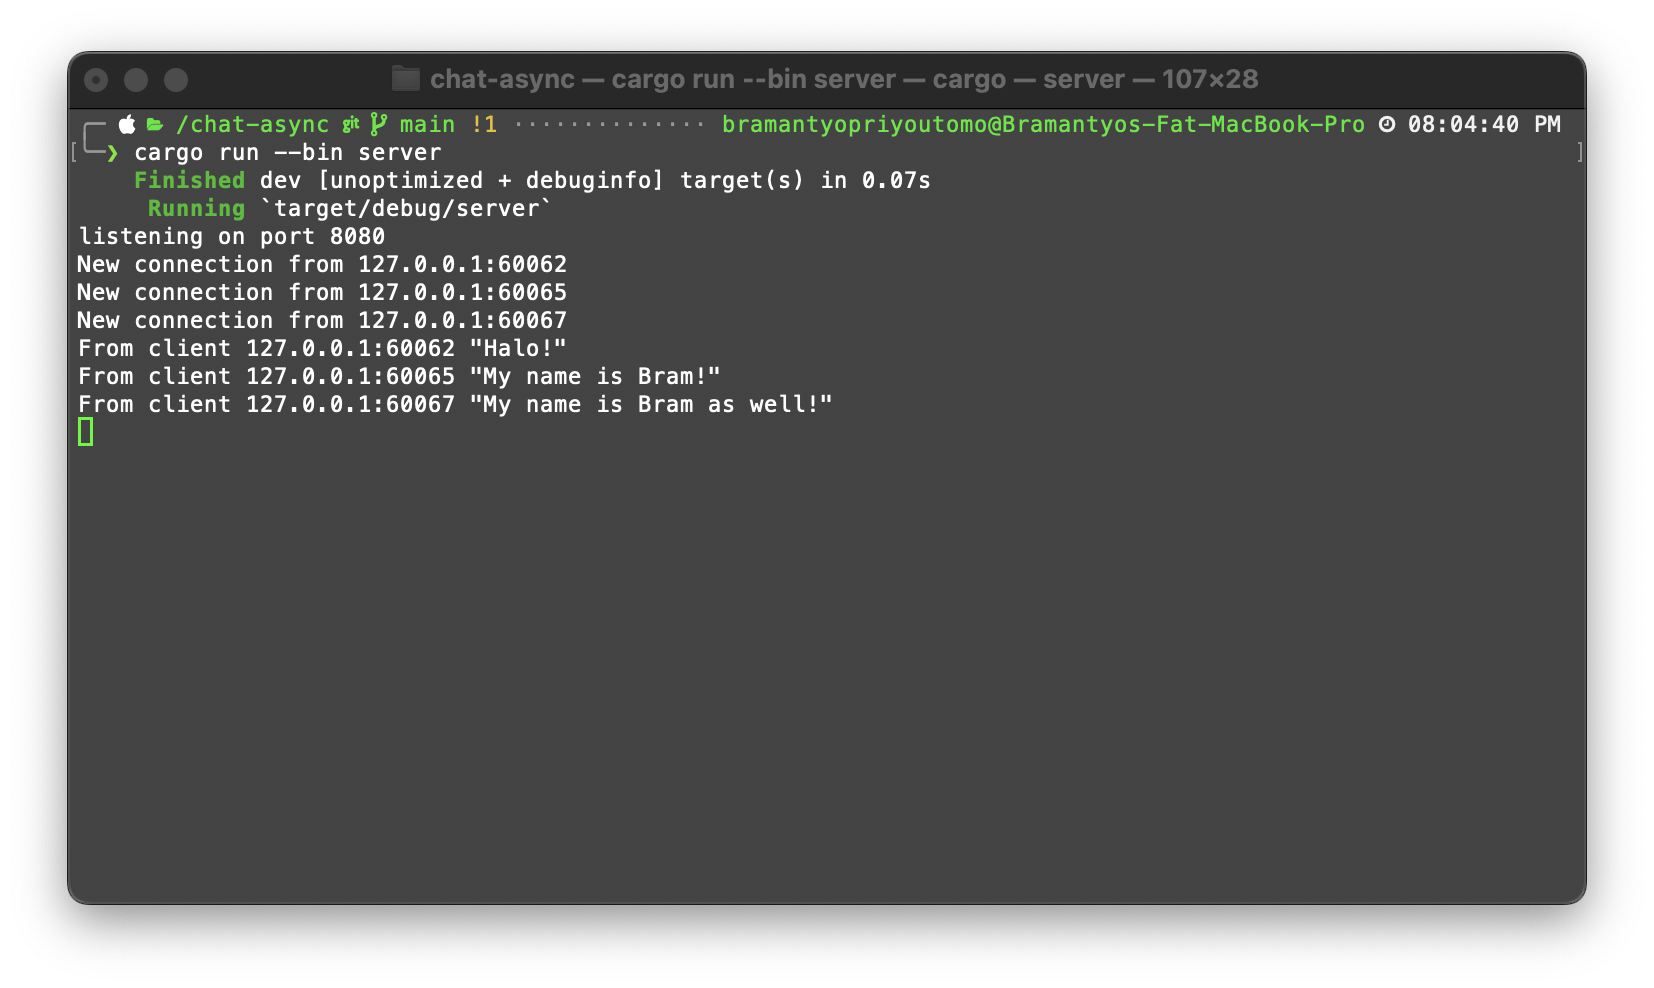 chat-async — cargo run --bin server — cargo — server — 107×28
/chat-async git main !1 ·············· bramantyopriyoutomo@Bramantyos-Fat-MacBook-Pro 08:04:40 PM
❯ cargo run --bin server
Finished dev [unoptimized + debuginfo] target(s) in 0.07s
Running `target/debug/server`
listening on port 8080
New connection from 127.0.0.1:60062
New connection from 127.0.0.1:60065
New connection from 127.0.0.1:60067
From client 127.0.0.1:60062 "Halo!"
From client 127.0.0.1:60065 "My name is Bram!"
From client 127.0.0.1:60067 "My name is Bram as well!"